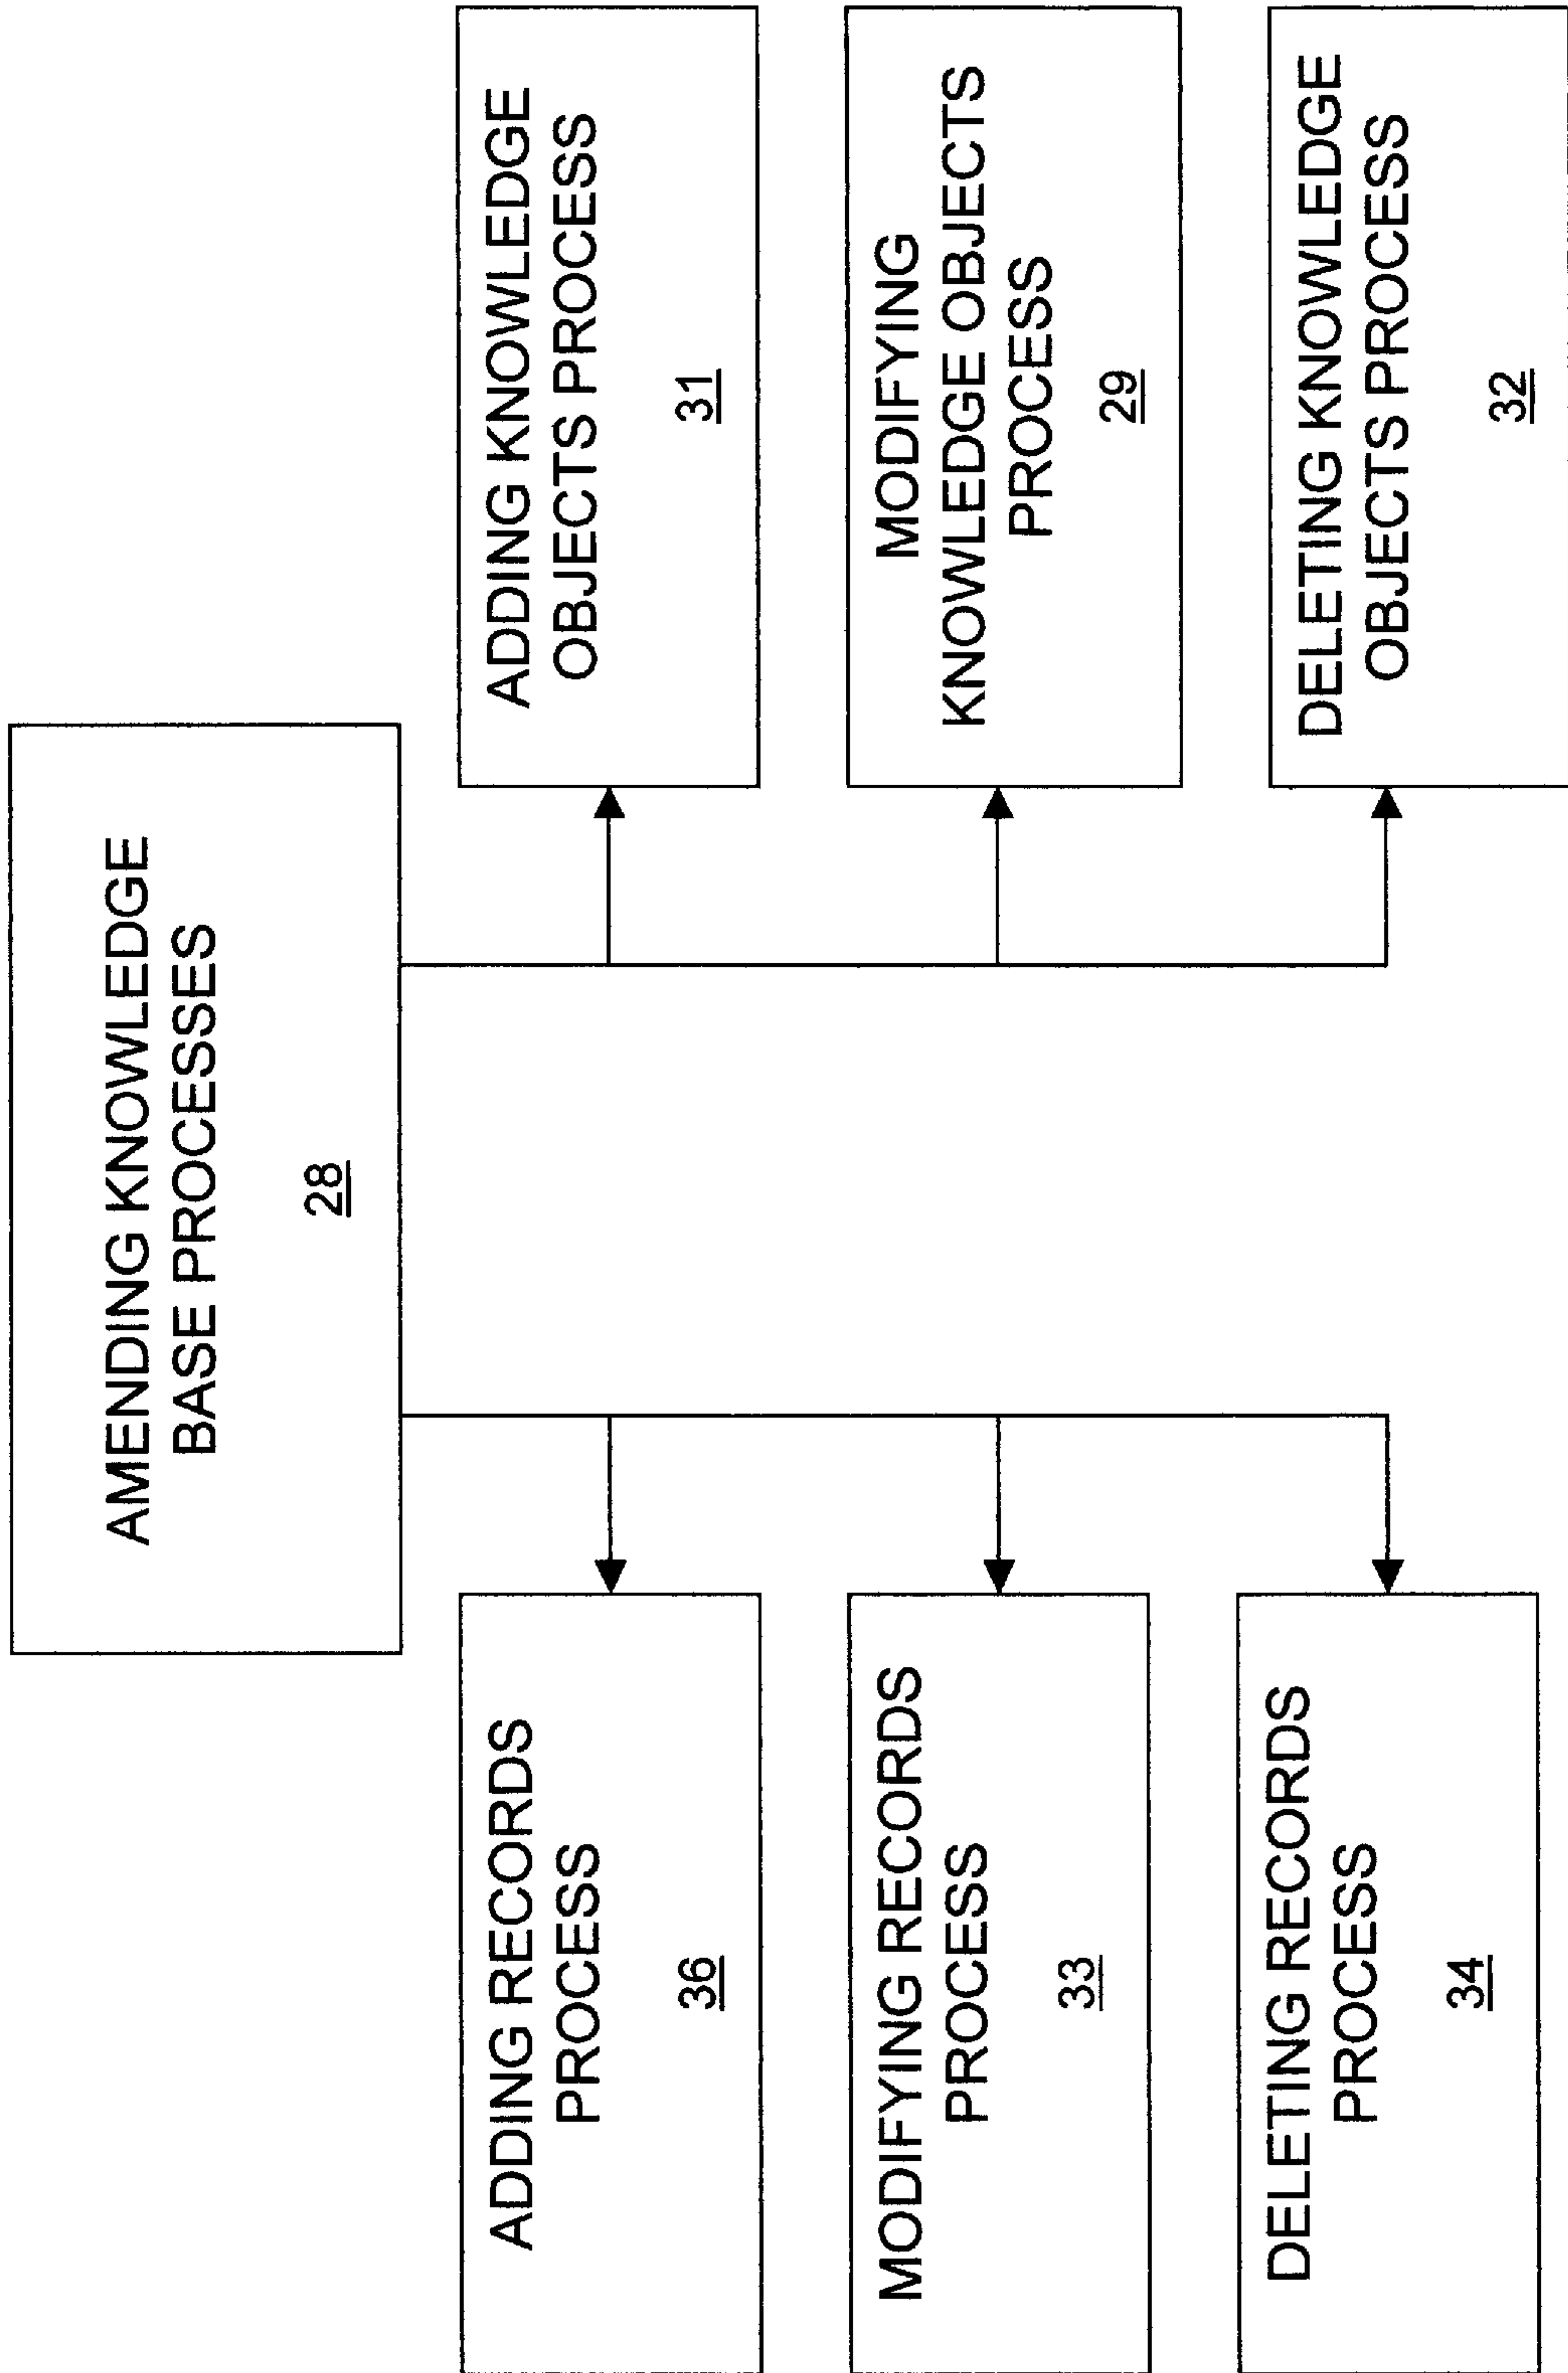 AMENDING KNOWLEDGE
BASE PROCESSES
28
ADDING RECORDS
PROCESS
36
MODIFYING RECORDS
PROCESS
33
DELETING RECORDS
PROCESS
34
ADDING KNOWLEDGE
OBJECTS PROCESS
31
MODIFYING
KNOWLEDGE OBJECTS
PROCESS
29
DELETING KNOWLEDGE
OBJECTS PROCESS
32